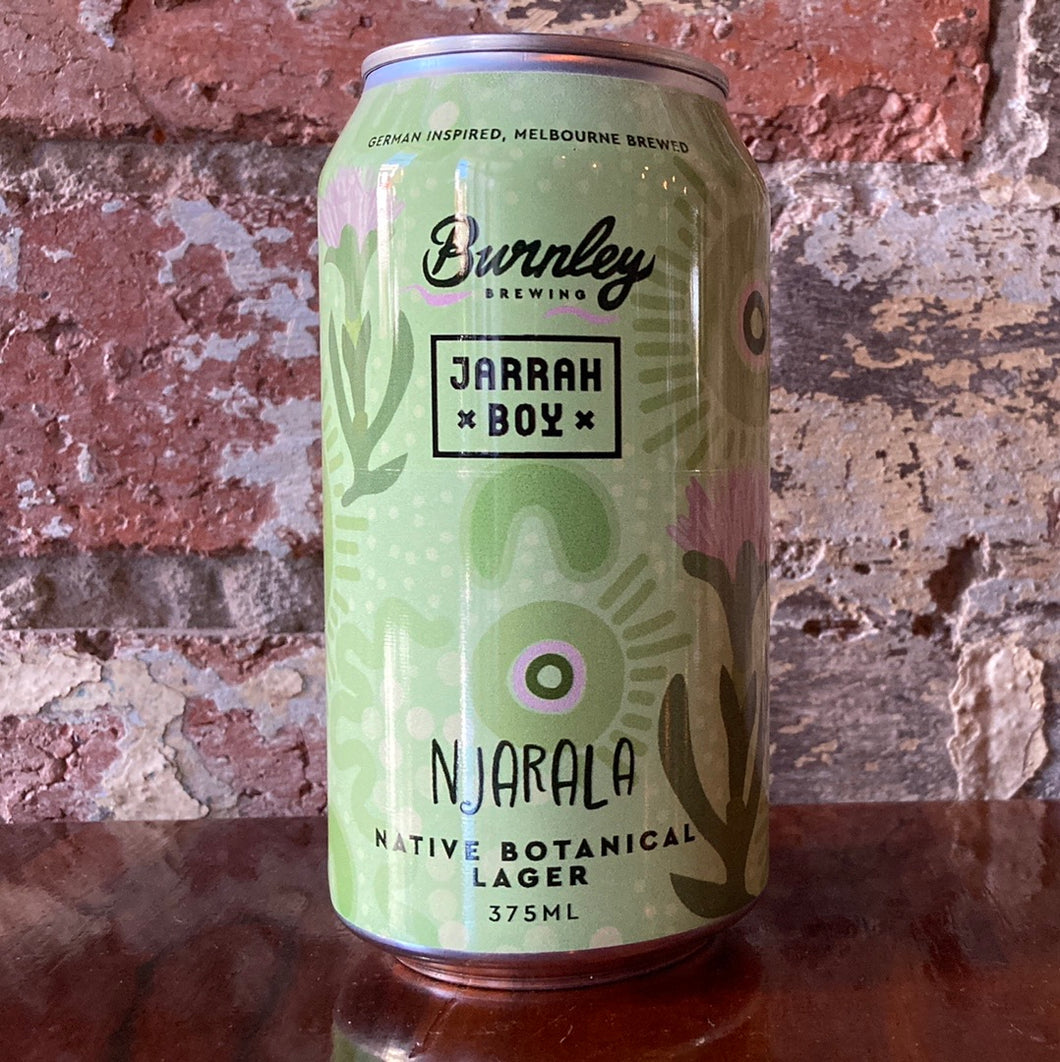 GERMAN INSPIRED, MELBOURNE BREWED
Burnley
BREWING
JARRAH
× BOY ×
NJARALA
NATIVE BOTANICAL
LAGER
375ML